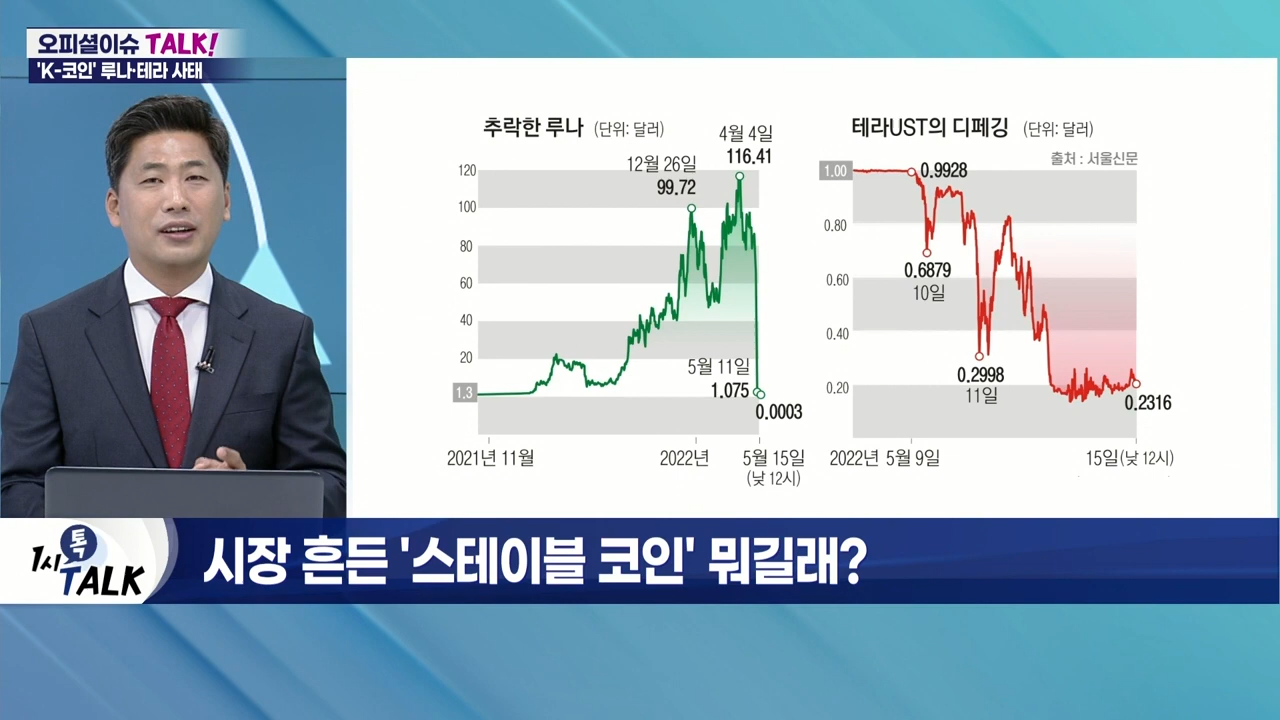 오피셜이슈 TALK!
'K-코인' 루나·테라 사태
추락한 루나 (단위: 달러)
4월 4일
116.41
12월 26일
99.72
120
100
80
60
40
20
1.3
5월 11일
1.075
0.0003
2021년 11월
2022년
5월 15일
(낮 12시)
테라UST의 디페깅 (단위: 달러)
출처 : 서울신문
1.00
0.80
0.60
0.40
0.20
0.9928
0.6879
10일
0.2998
11일
0.2316
2022년 5월 9일
15일(낮 12시)
1시 톡
TALK
시장 흔든 '스테이블 코인' 뭐길래?